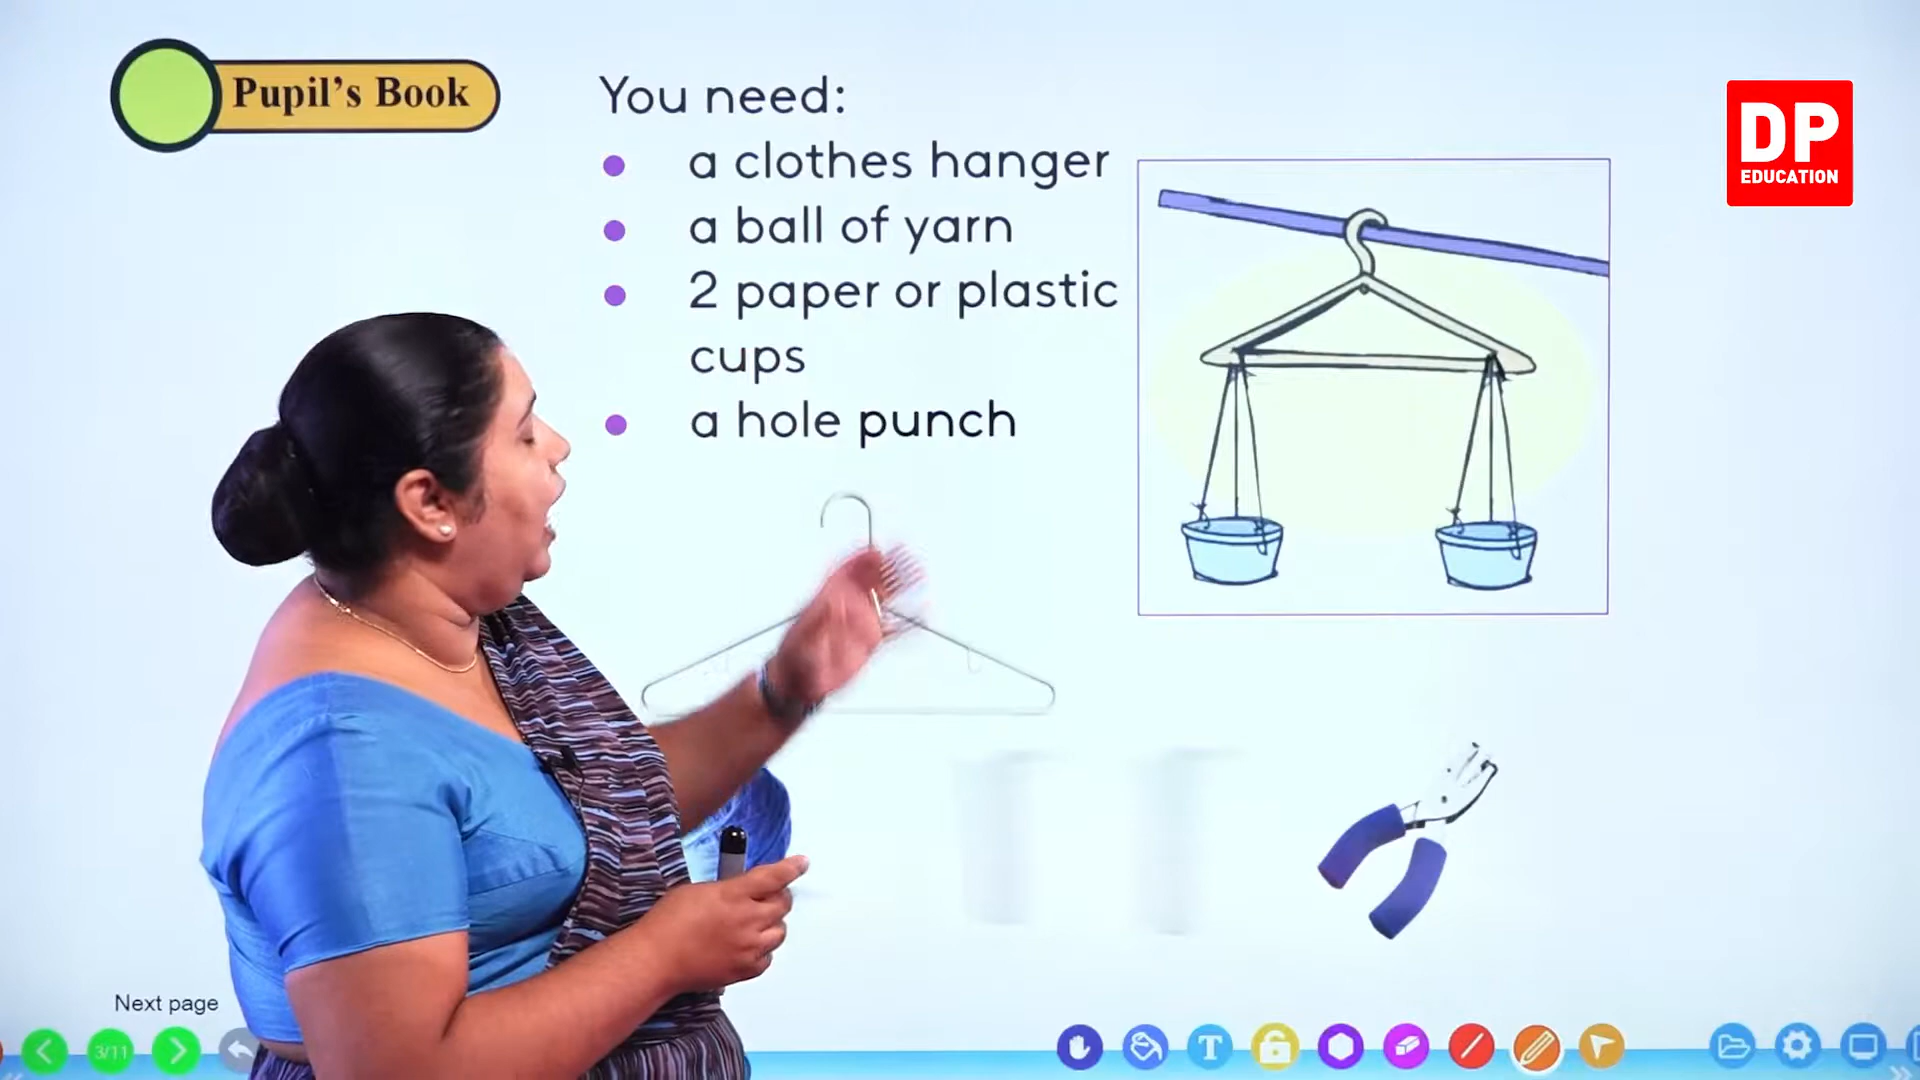 Pupil's Book
You need:
a clothes hanger
a ball of yarn
2 paper or plastic
cups
a hole punch
DP
EDUCATION
Next page
3/11
T